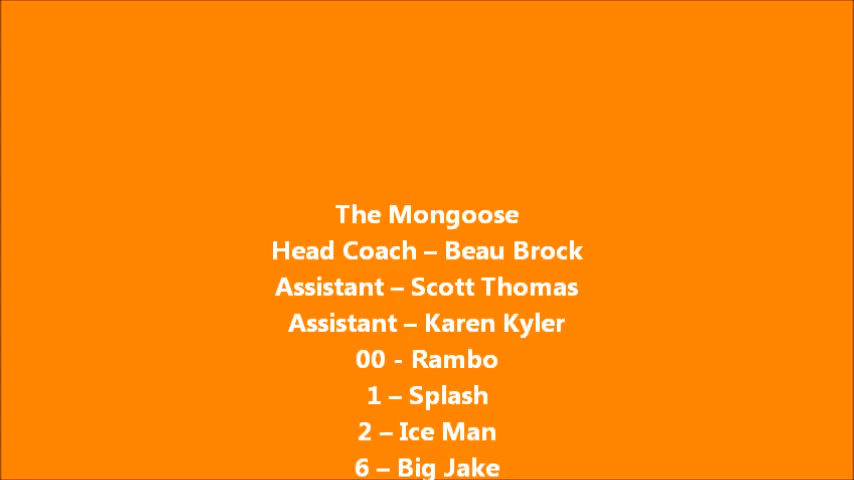 The Mongoose
Head Coach – Beau Brock
Assistant – Scott Thomas
Assistant – Karen Kyler
00 - Rambo
1 – Splash
2 – Ice Man
6 – Big Jake